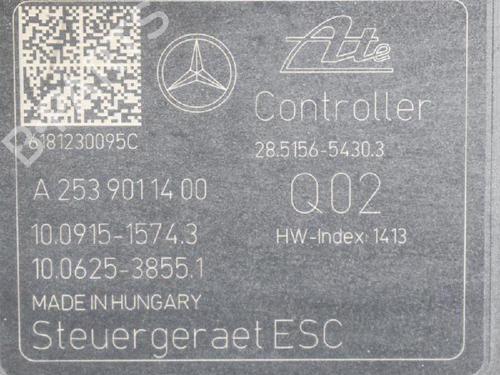 Ate
6181230095C
Controller
28.5156-5430.3
A 253 901 14 00
Q02
10.0915-1574.3
HW-Index: 1413
10.0625-3855.1
MADE IN HUNGARY
Steuergeraet ESC